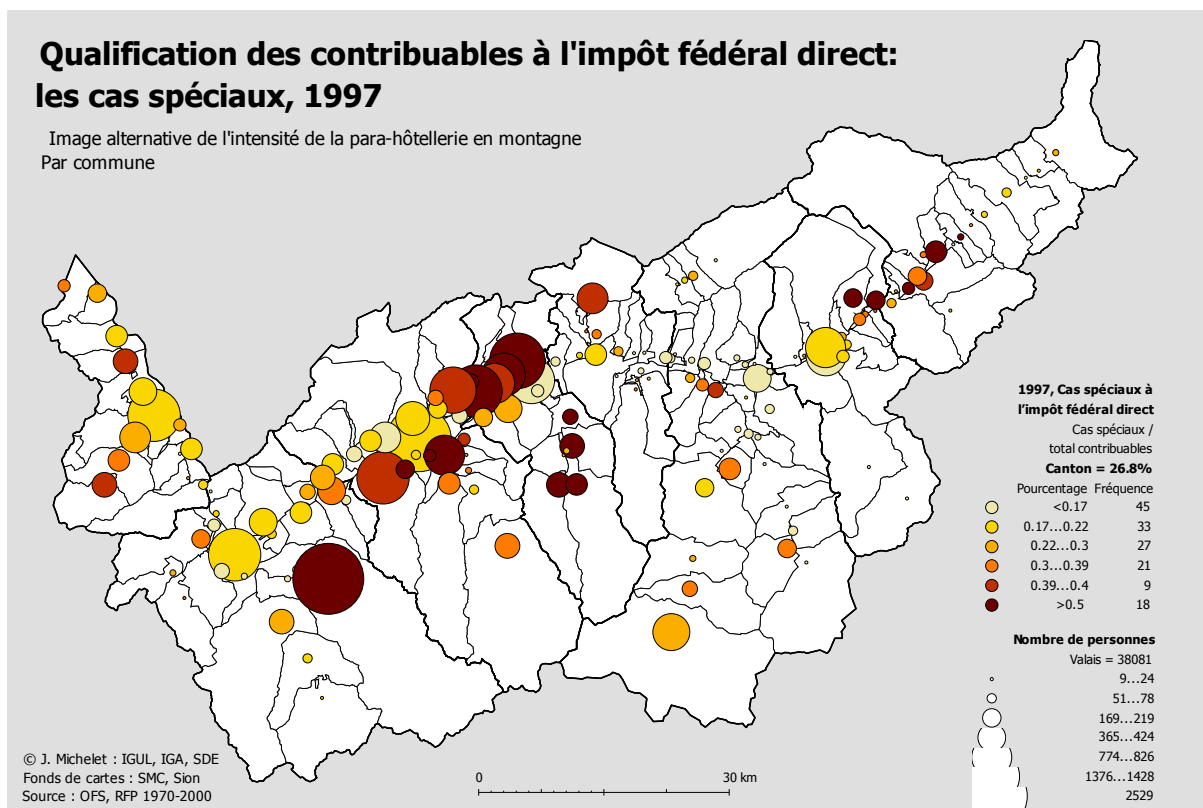 Qualification des contribuables à l'impôt fédéral direct:
les cas spéciaux, 1997
Image alternative de l'intensité de la para-hôtellerie en montagne
Par commune
1997, Cas spéciaux à
l'impôt fédéral direct
Cas spéciaux /
total contribuables
Canton = 26.8%
Pourcentage Fréquence
<0.17 45
0.17...0.22 33
0.22...0.3 27
0.3...0.39 21
0.39...0.4 9
>0.5 18
Nombre de personnes
Valais = 38081
9...24
51...78
169...219
365...424
774...826
1376...1428
2529
© J. Michelet : IGUL, IGA, SDE
Fonds de cartes : SMC, Sion
Source : OFS, RFP 1970-2000
0 30 km